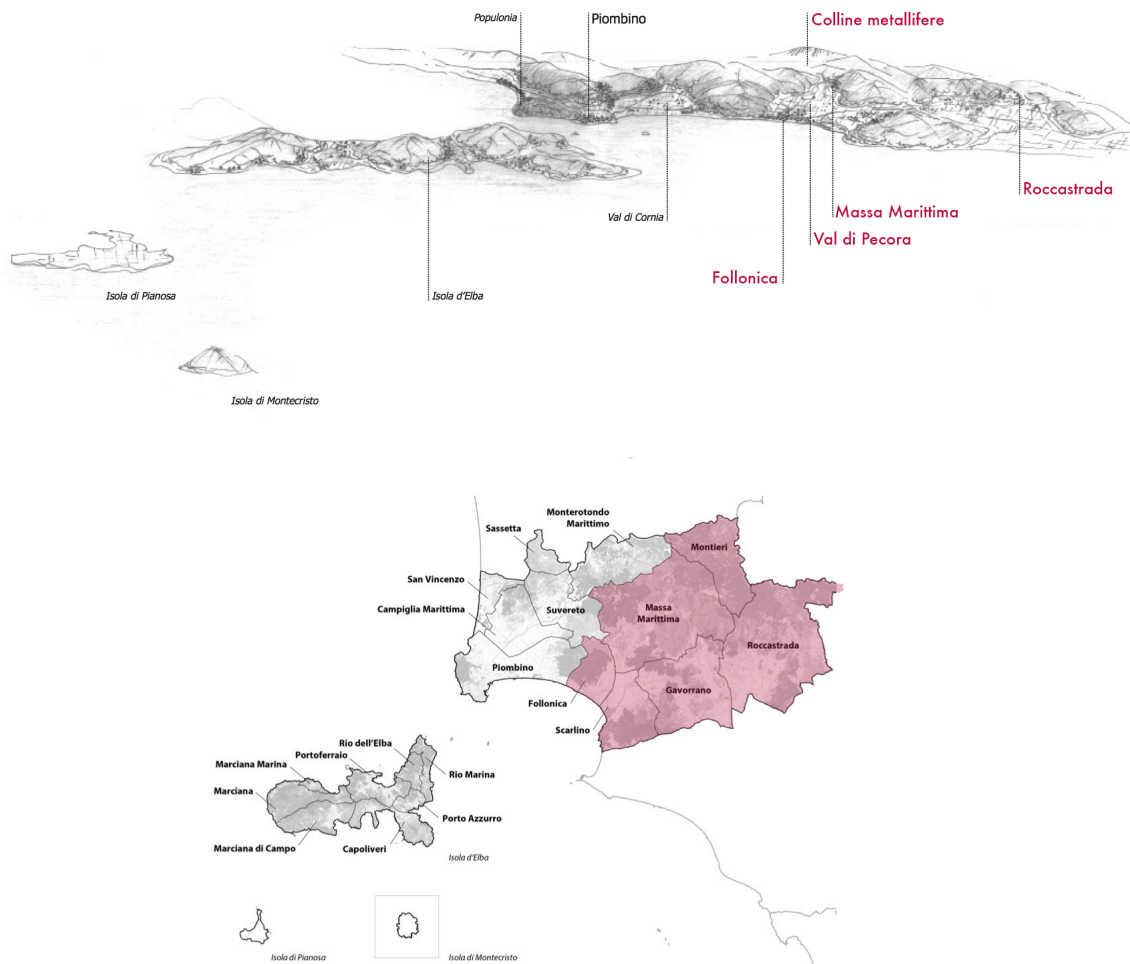 Populonia
Piombino
Colline metallifere
Roccastrada
Massa Marittima
Val di Cornia
Val di Pecora
Follonica
Isola di Pianosa
Isola d'Elba
Isola di Montecristo
Monterotondo
Marittimo
Sassetta
Montieri
San Vincenzo
Campiglia Marittima
Suvereto
Massa
Marittima
Roccastrada
Piombino
Gavorrano
Follonica
Scarlino
Rio dell'Elba
Portoferraio
Marciana Marina
Rio Marina
Marciana
Porto Azzurro
Marciana di Campo
Capoliveri
Isola d'Elba
Isola di Pianosa
Isola di Montecristo